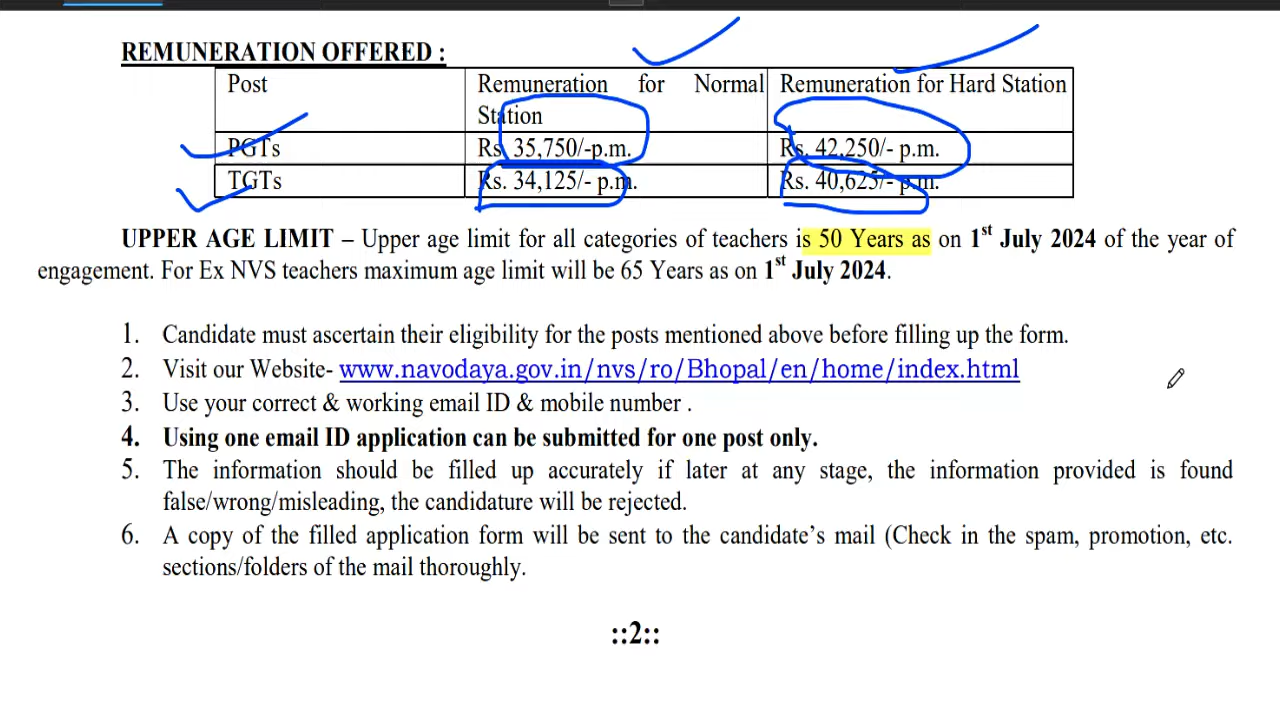 REMUNERATION OFFERED :
Post Remuneration for Normal Station Remuneration for Hard Station
PGTs Rs. 35,750/-p.m. Rs. 42,250/- p.m.
TGTs Rs. 34,125/- p.m. Rs. 40,625/- p.m.
UPPER AGE LIMIT – Upper age limit for all categories of teachers is 50 Years as on 1st July 2024 of the year of
engagement. For Ex NVS teachers maximum age limit will be 65 Years as on 1st July 2024.
1. Candidate must ascertain their eligibility for the posts mentioned above before filling up the form.
2. Visit our Website- www.navodaya.gov.in/nvs/ro/Bhopal/en/home/index.html
3. Use your correct & working email ID & mobile number .
4. Using one email ID application can be submitted for one post only.
5. The information should be filled up accurately if later at any stage, the information provided is found
false/wrong/misleading, the candidature will be rejected.
6. A copy of the filled application form will be sent to the candidate’s mail (Check in the spam, promotion, etc.
sections/folders of the mail thoroughly.
::2::